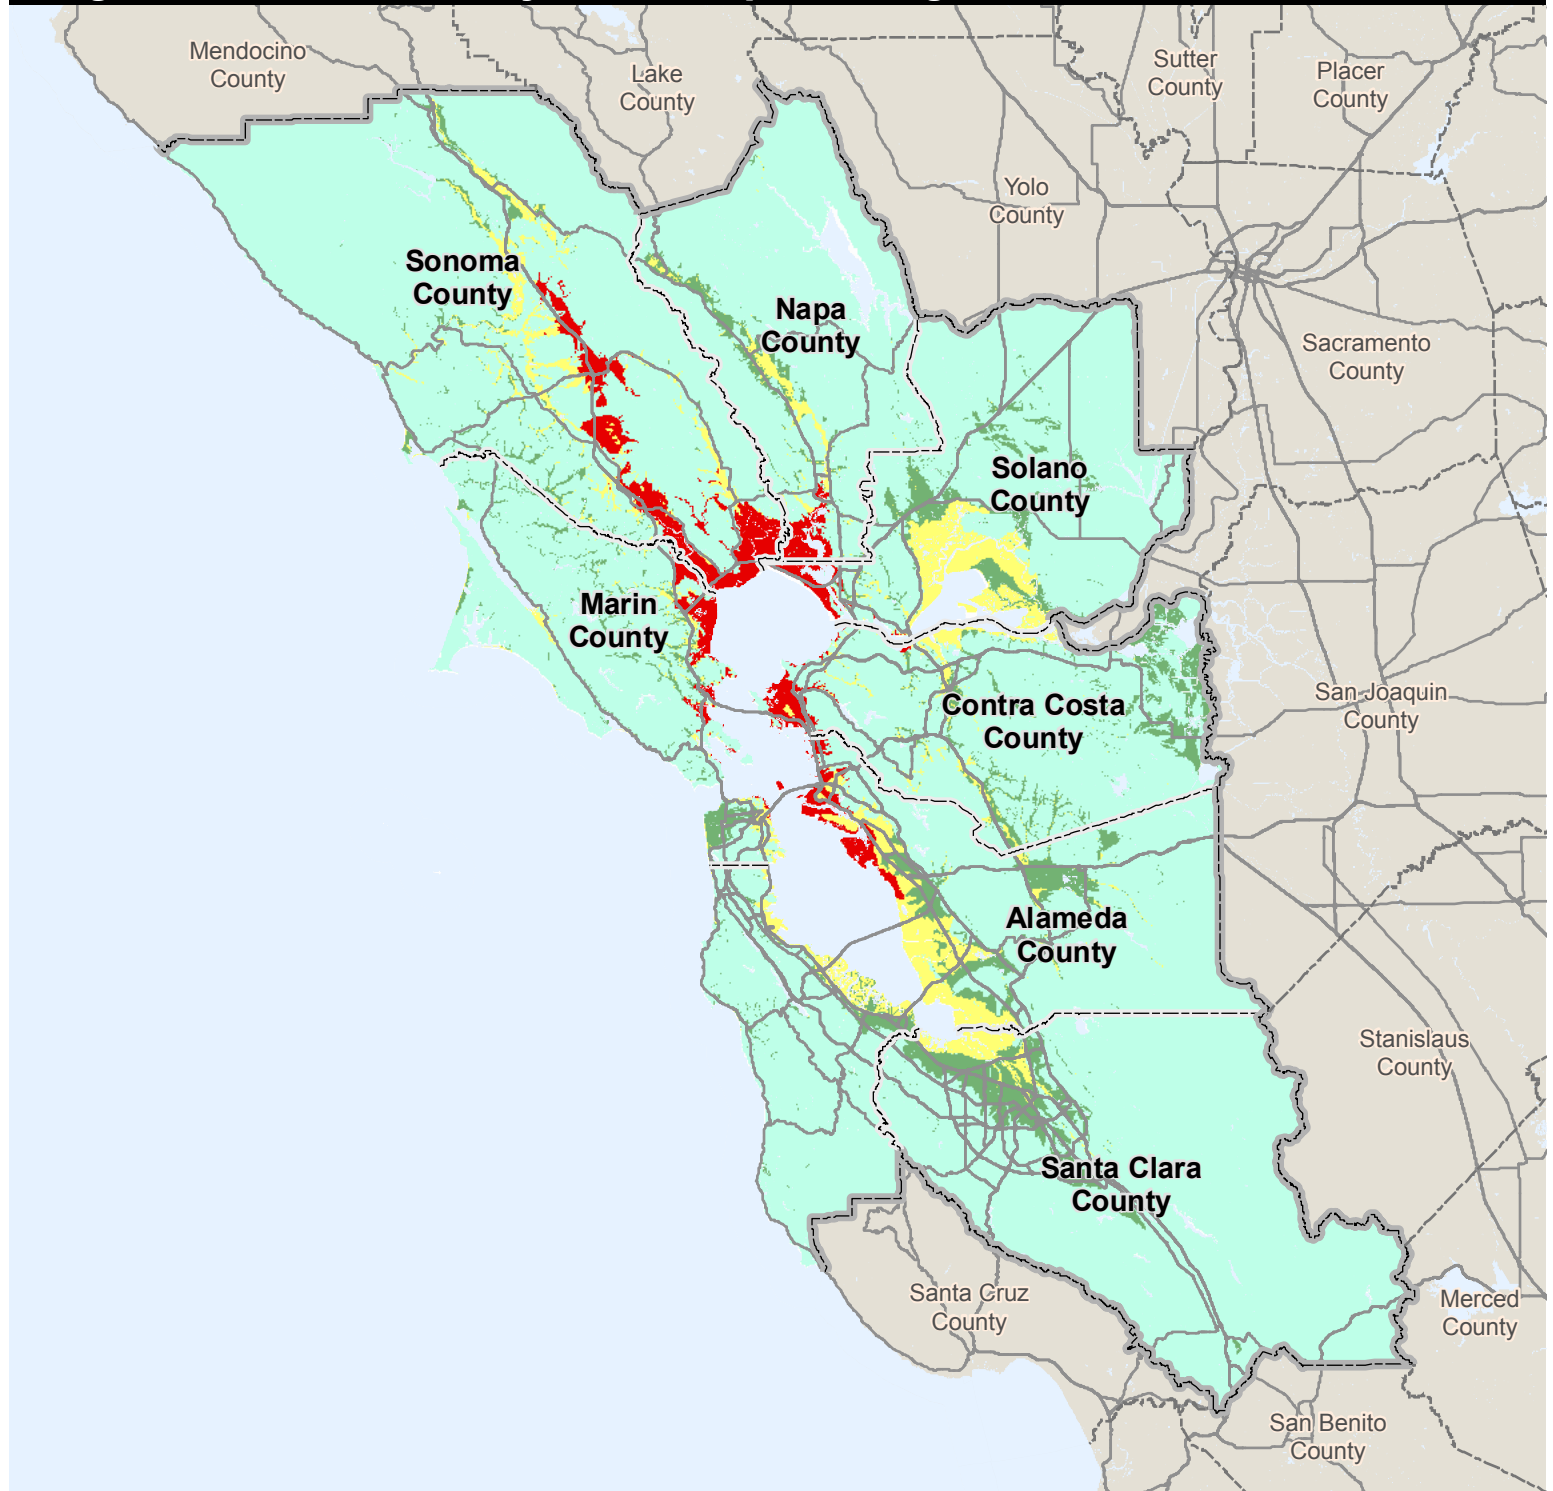 Mendocino
County
Lake
County
Sutter
County
Placer
County
Yolo
County
Sonoma
County
Napa
County
Sacramento
County
Solano
County
Marin
County
Contra Costa
County
San Joaquin
County
Alameda
County
Stanislaus
County
Santa Clara
County
Santa Cruz
County
Merced
County
San Benito
County